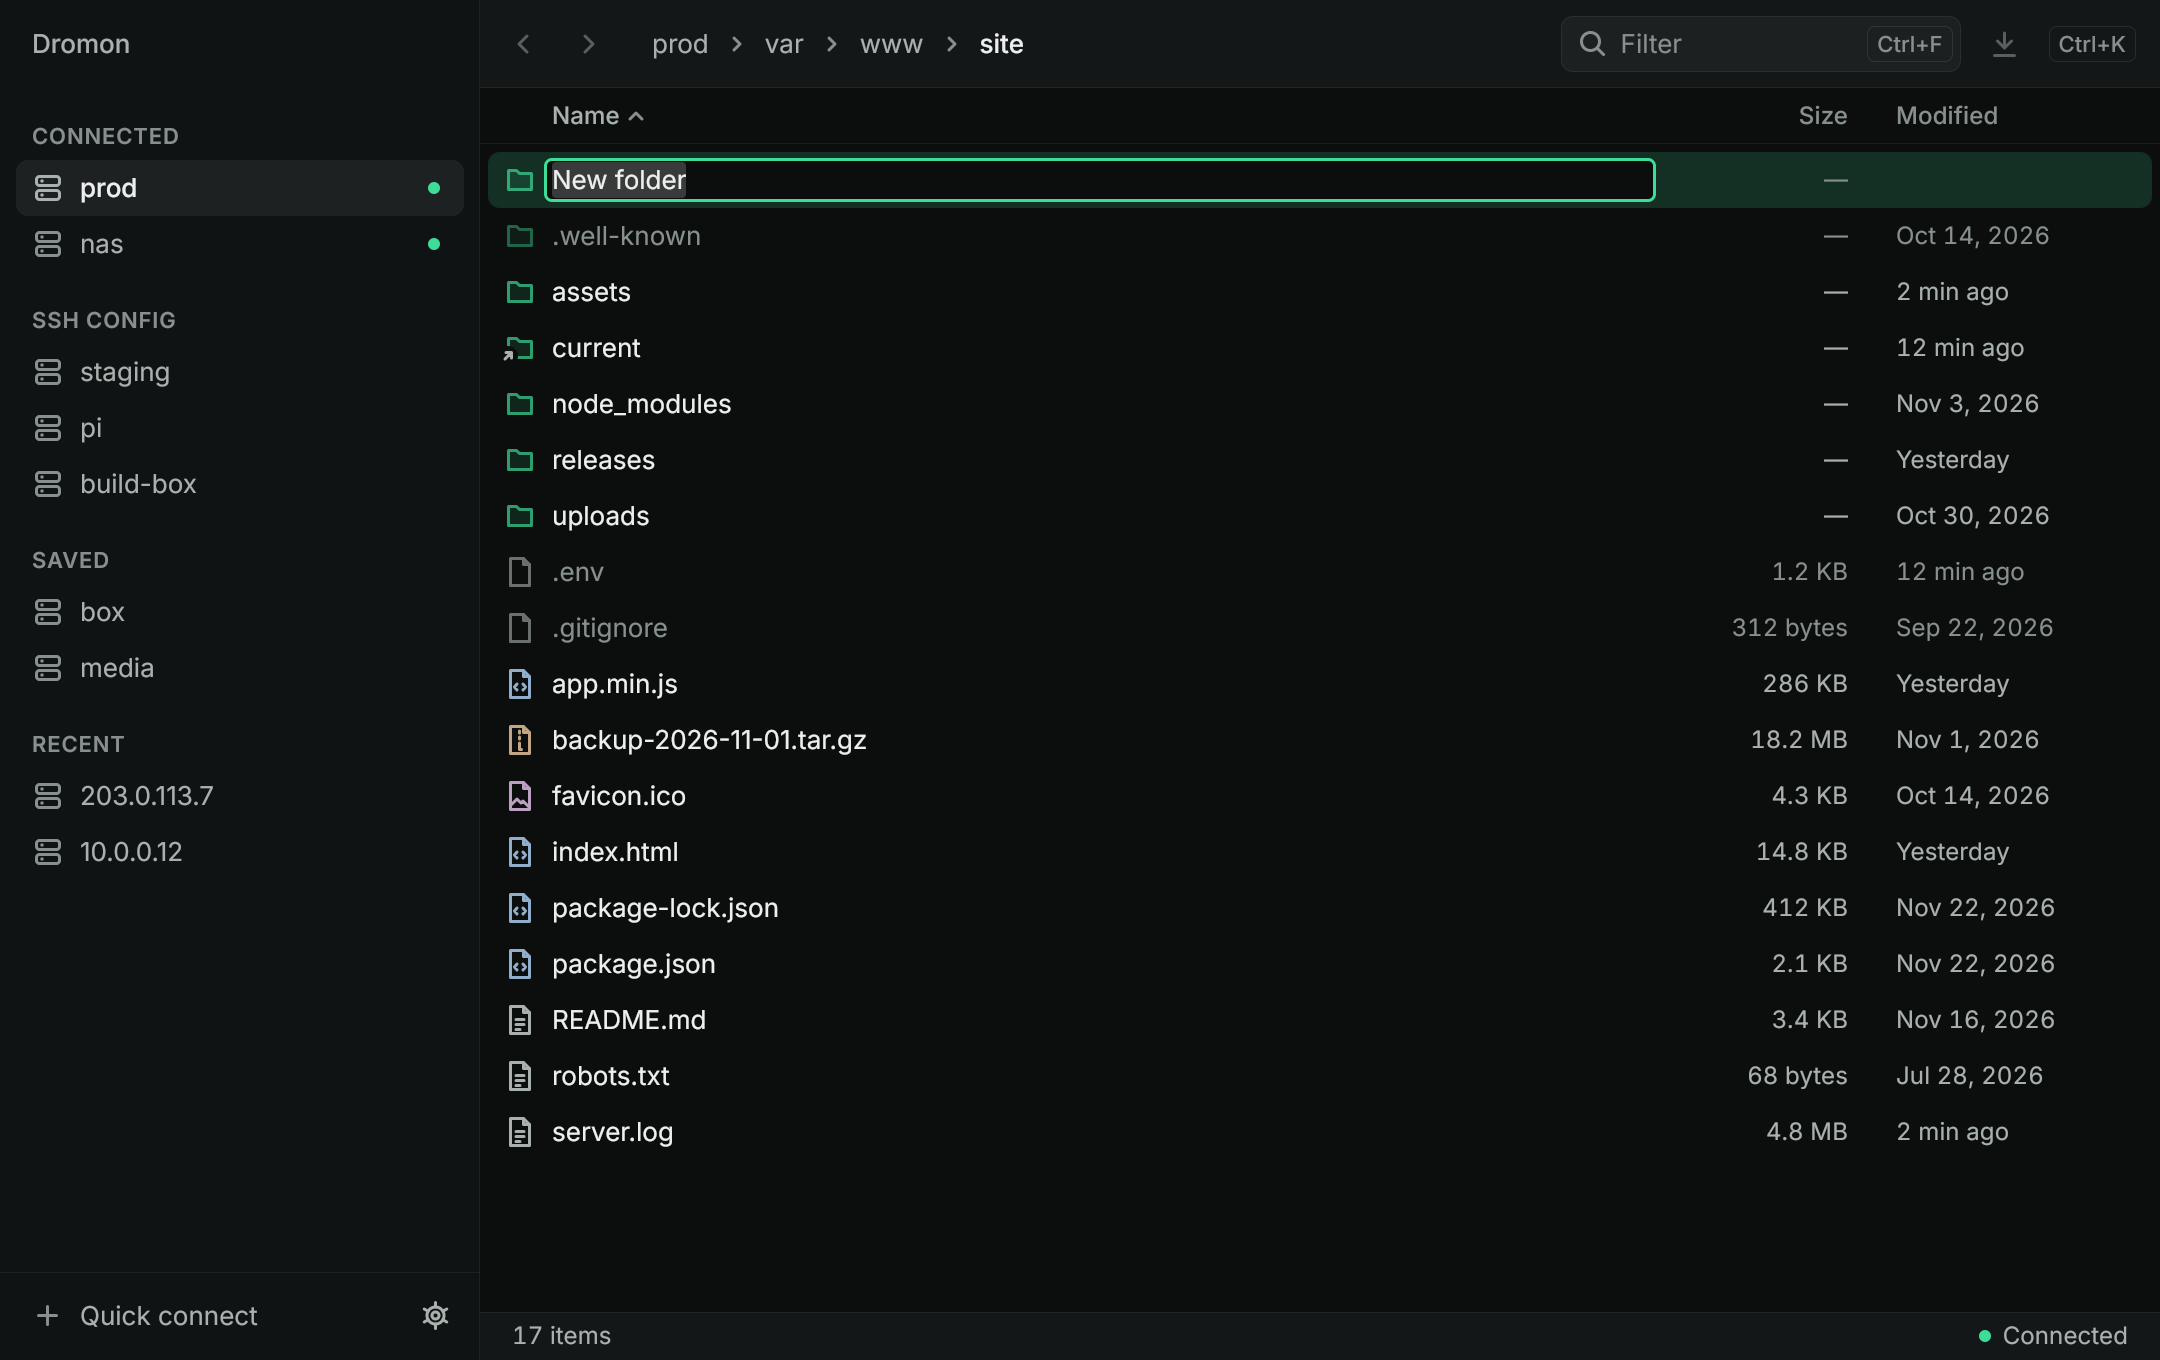 Dromon
CONNECTED
prod
nas
SSH CONFIG
staging
pi
build-box
SAVED
box
media
RECENT
203.0.113.7
10.0.0.12
Quick connect
prod var www site
Filter Ctrl+F Ctrl+K
Name Size Modified
New folder —
.well-known — Oct 14, 2026
assets — 2 min ago
current — 12 min ago
node_modules — Nov 3, 2026
releases — Yesterday
uploads — Oct 30, 2026
.env 1.2 KB 12 min ago
.gitignore 312 bytes Sep 22, 2026
app.min.js 286 KB Yesterday
backup-2026-11-01.tar.gz 18.2 MB Nov 1, 2026
favicon.ico 4.3 KB Oct 14, 2026
index.html 14.8 KB Yesterday
package-lock.json 412 KB Nov 22, 2026
package.json 2.1 KB Nov 22, 2026
README.md 3.4 KB Nov 16, 2026
robots.txt 68 bytes Jul 28, 2026
server.log 4.8 MB 2 min ago
17 items Connected